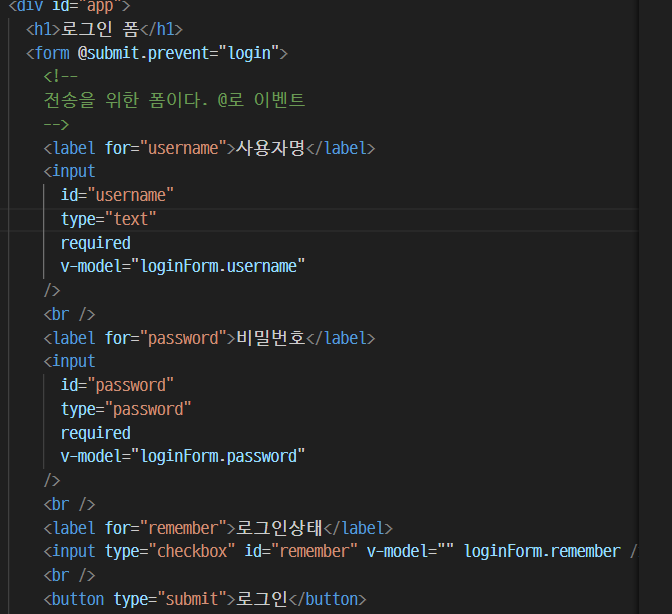 <div id="app">
<h1>로그인 폼</h1>
<form @submit.prevent="login">
<!--
전송을 위한 폼이다. @로 이벤트
-->
<label for="username">사용자명</label>
<input
id="username"
type="text"
required
v-model="loginForm.username"
/>
<br />
<label for="password">비밀번호</label>
<input
id="password"
type="password"
required
v-model="loginForm.password"
/>
<br />
<label for="remember">로그인상태</label>
<input type="checkbox" id="remember" v-model="" loginForm.remember /
<br />
<button type="submit">로그인</button>